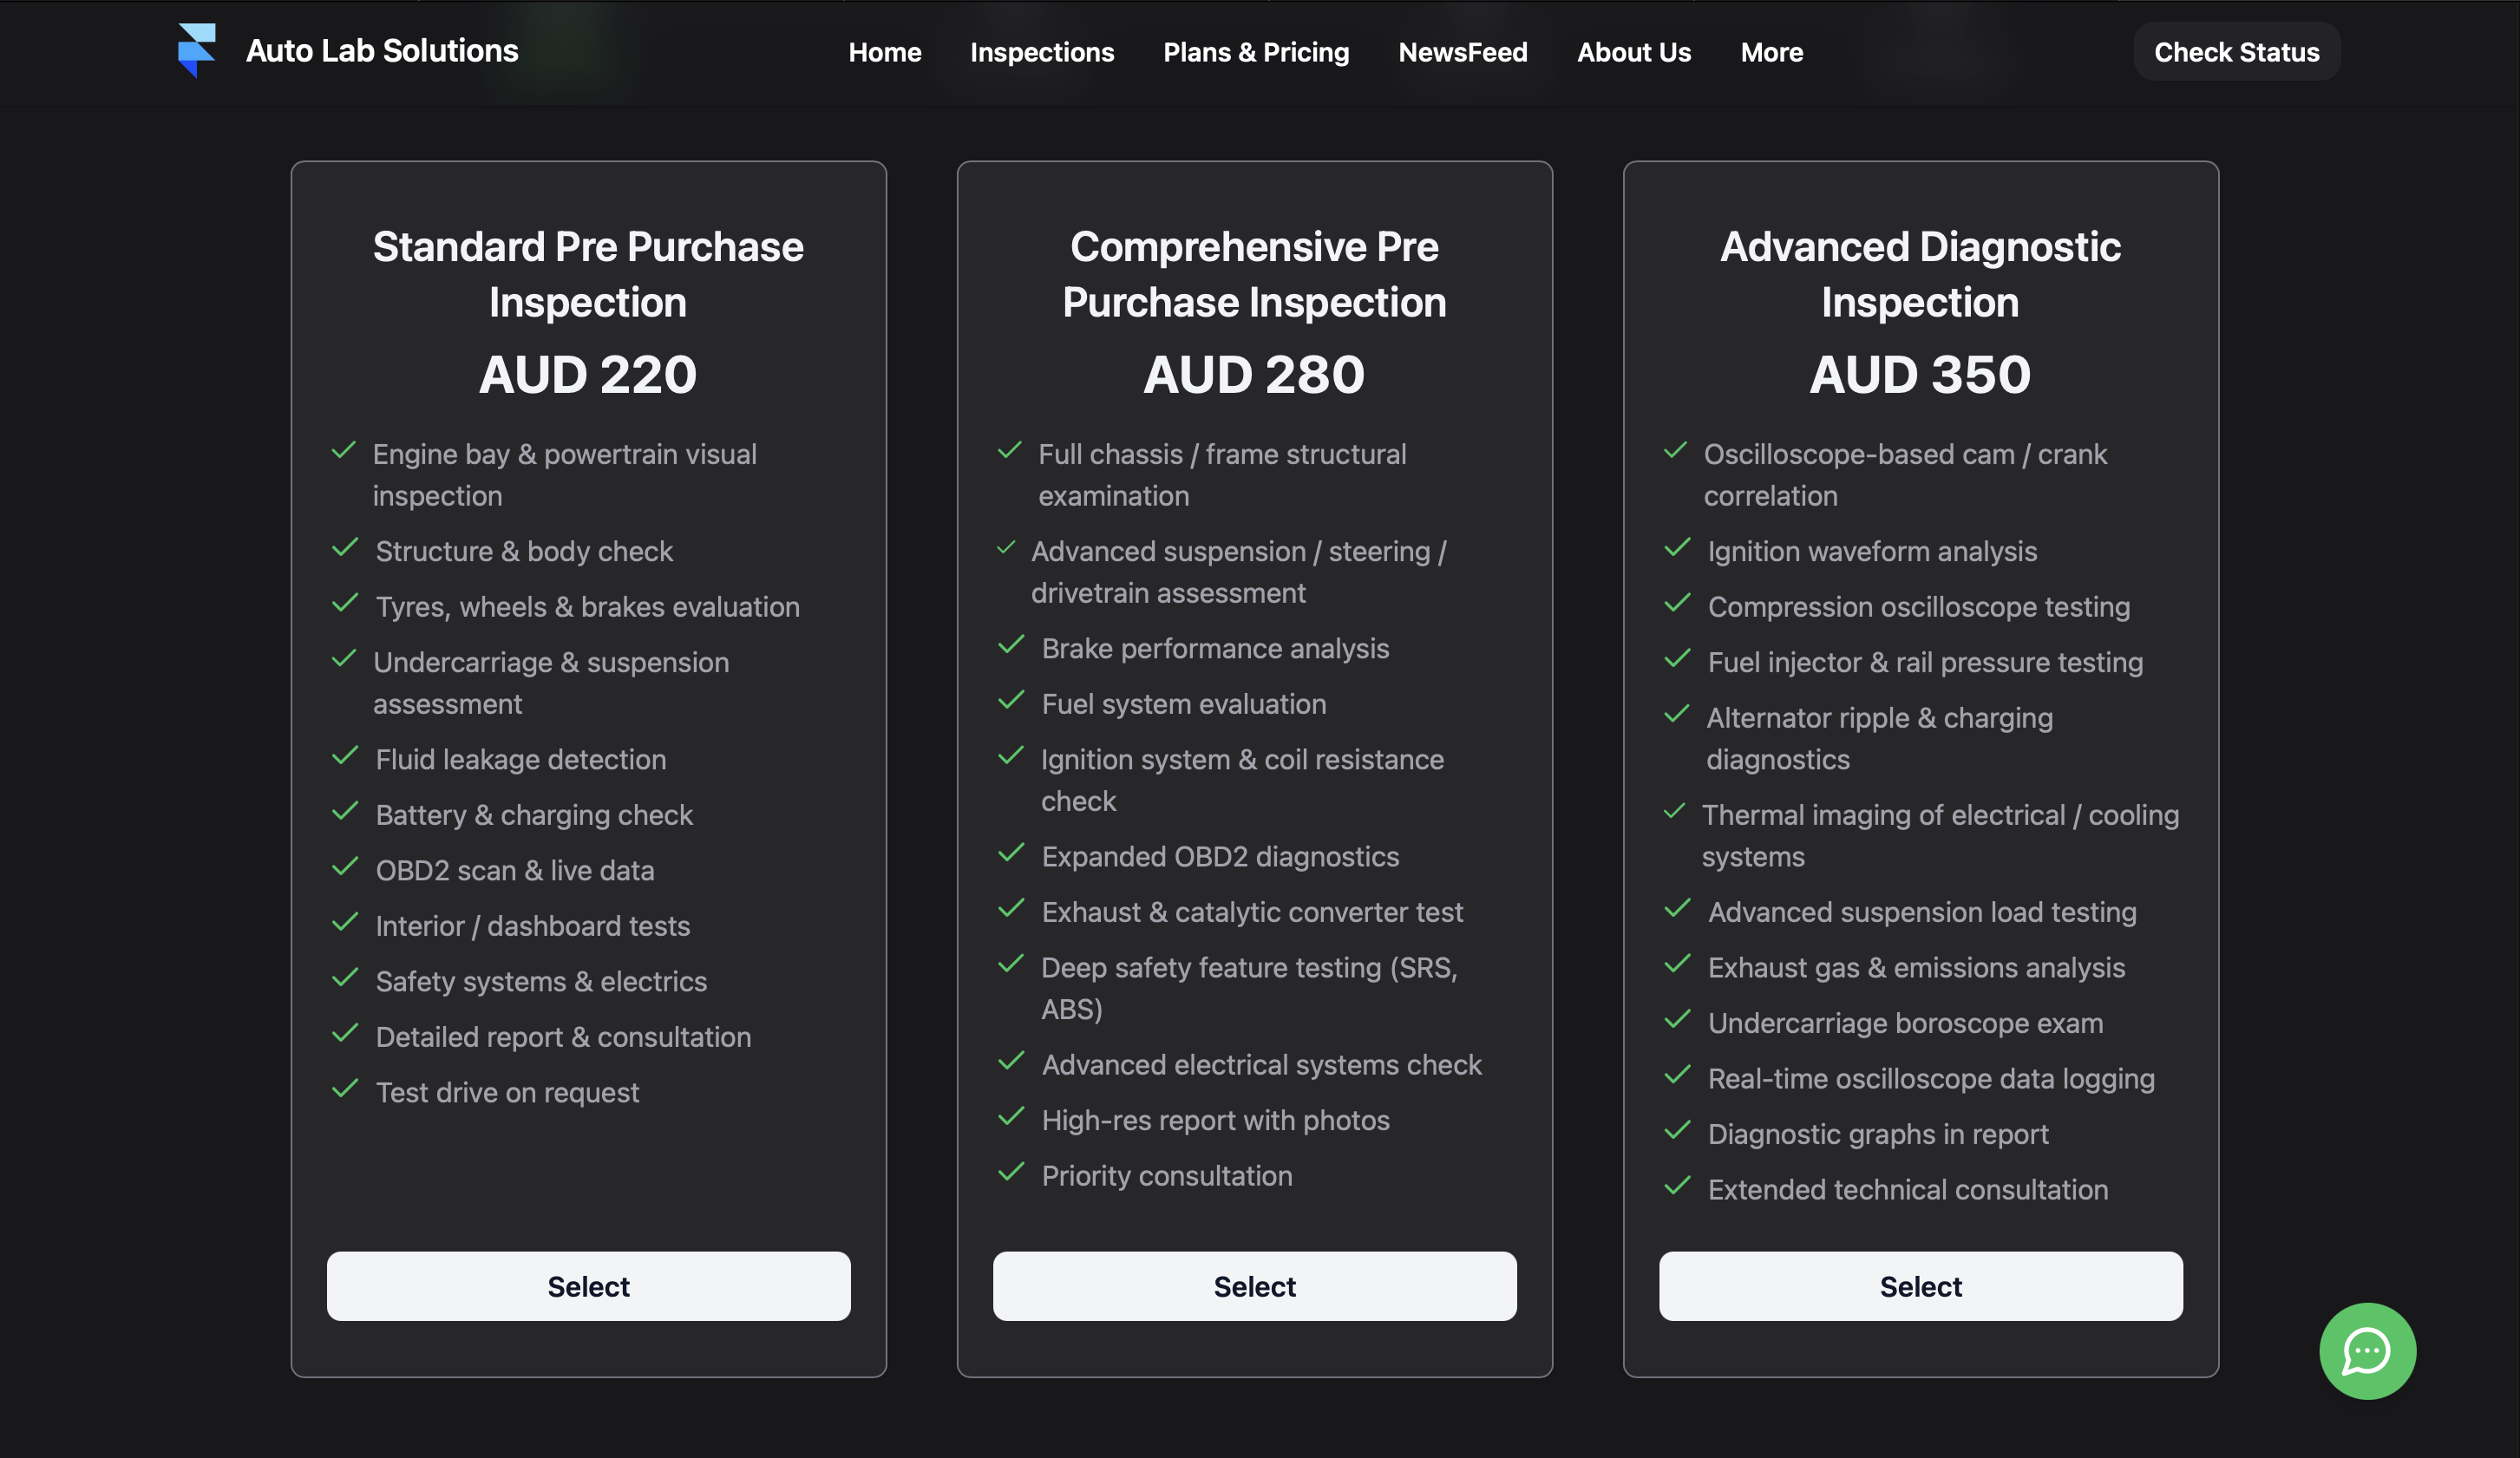 Auto Lab Solutions
Home
Inspections
Plans & Pricing
NewsFeed
About Us
More
Check Status
Standard Pre Purchase
Inspection
AUD 220
Engine bay & powertrain visual
inspection
Structure & body check
Tyres, wheels & brakes evaluation
Undercarriage & suspension
assessment
Fluid leakage detection
Battery & charging check
OBD2 scan & live data
Interior / dashboard tests
Safety systems & electrics
Detailed report & consultation
Test drive on request
Select
Comprehensive Pre
Purchase Inspection
AUD 280
Full chassis / frame structural
examination
Advanced suspension / steering /
drivetrain assessment
Brake performance analysis
Fuel system evaluation
Ignition system & coil resistance
check
Expanded OBD2 diagnostics
Exhaust & catalytic converter test
Deep safety feature testing (SRS,
ABS)
Advanced electrical systems check
High-res report with photos
Priority consultation
Select
Advanced Diagnostic
Inspection
AUD 350
Oscilloscope-based cam / crank
correlation
Ignition waveform analysis
Compression oscilloscope testing
Fuel injector & rail pressure testing
Alternator ripple & charging
diagnostics
Thermal imaging of electrical / cooling
systems
Advanced suspension load testing
Exhaust gas & emissions analysis
Undercarriage boroscope exam
Real-time oscilloscope data logging
Diagnostic graphs in report
Extended technical consultation
Select